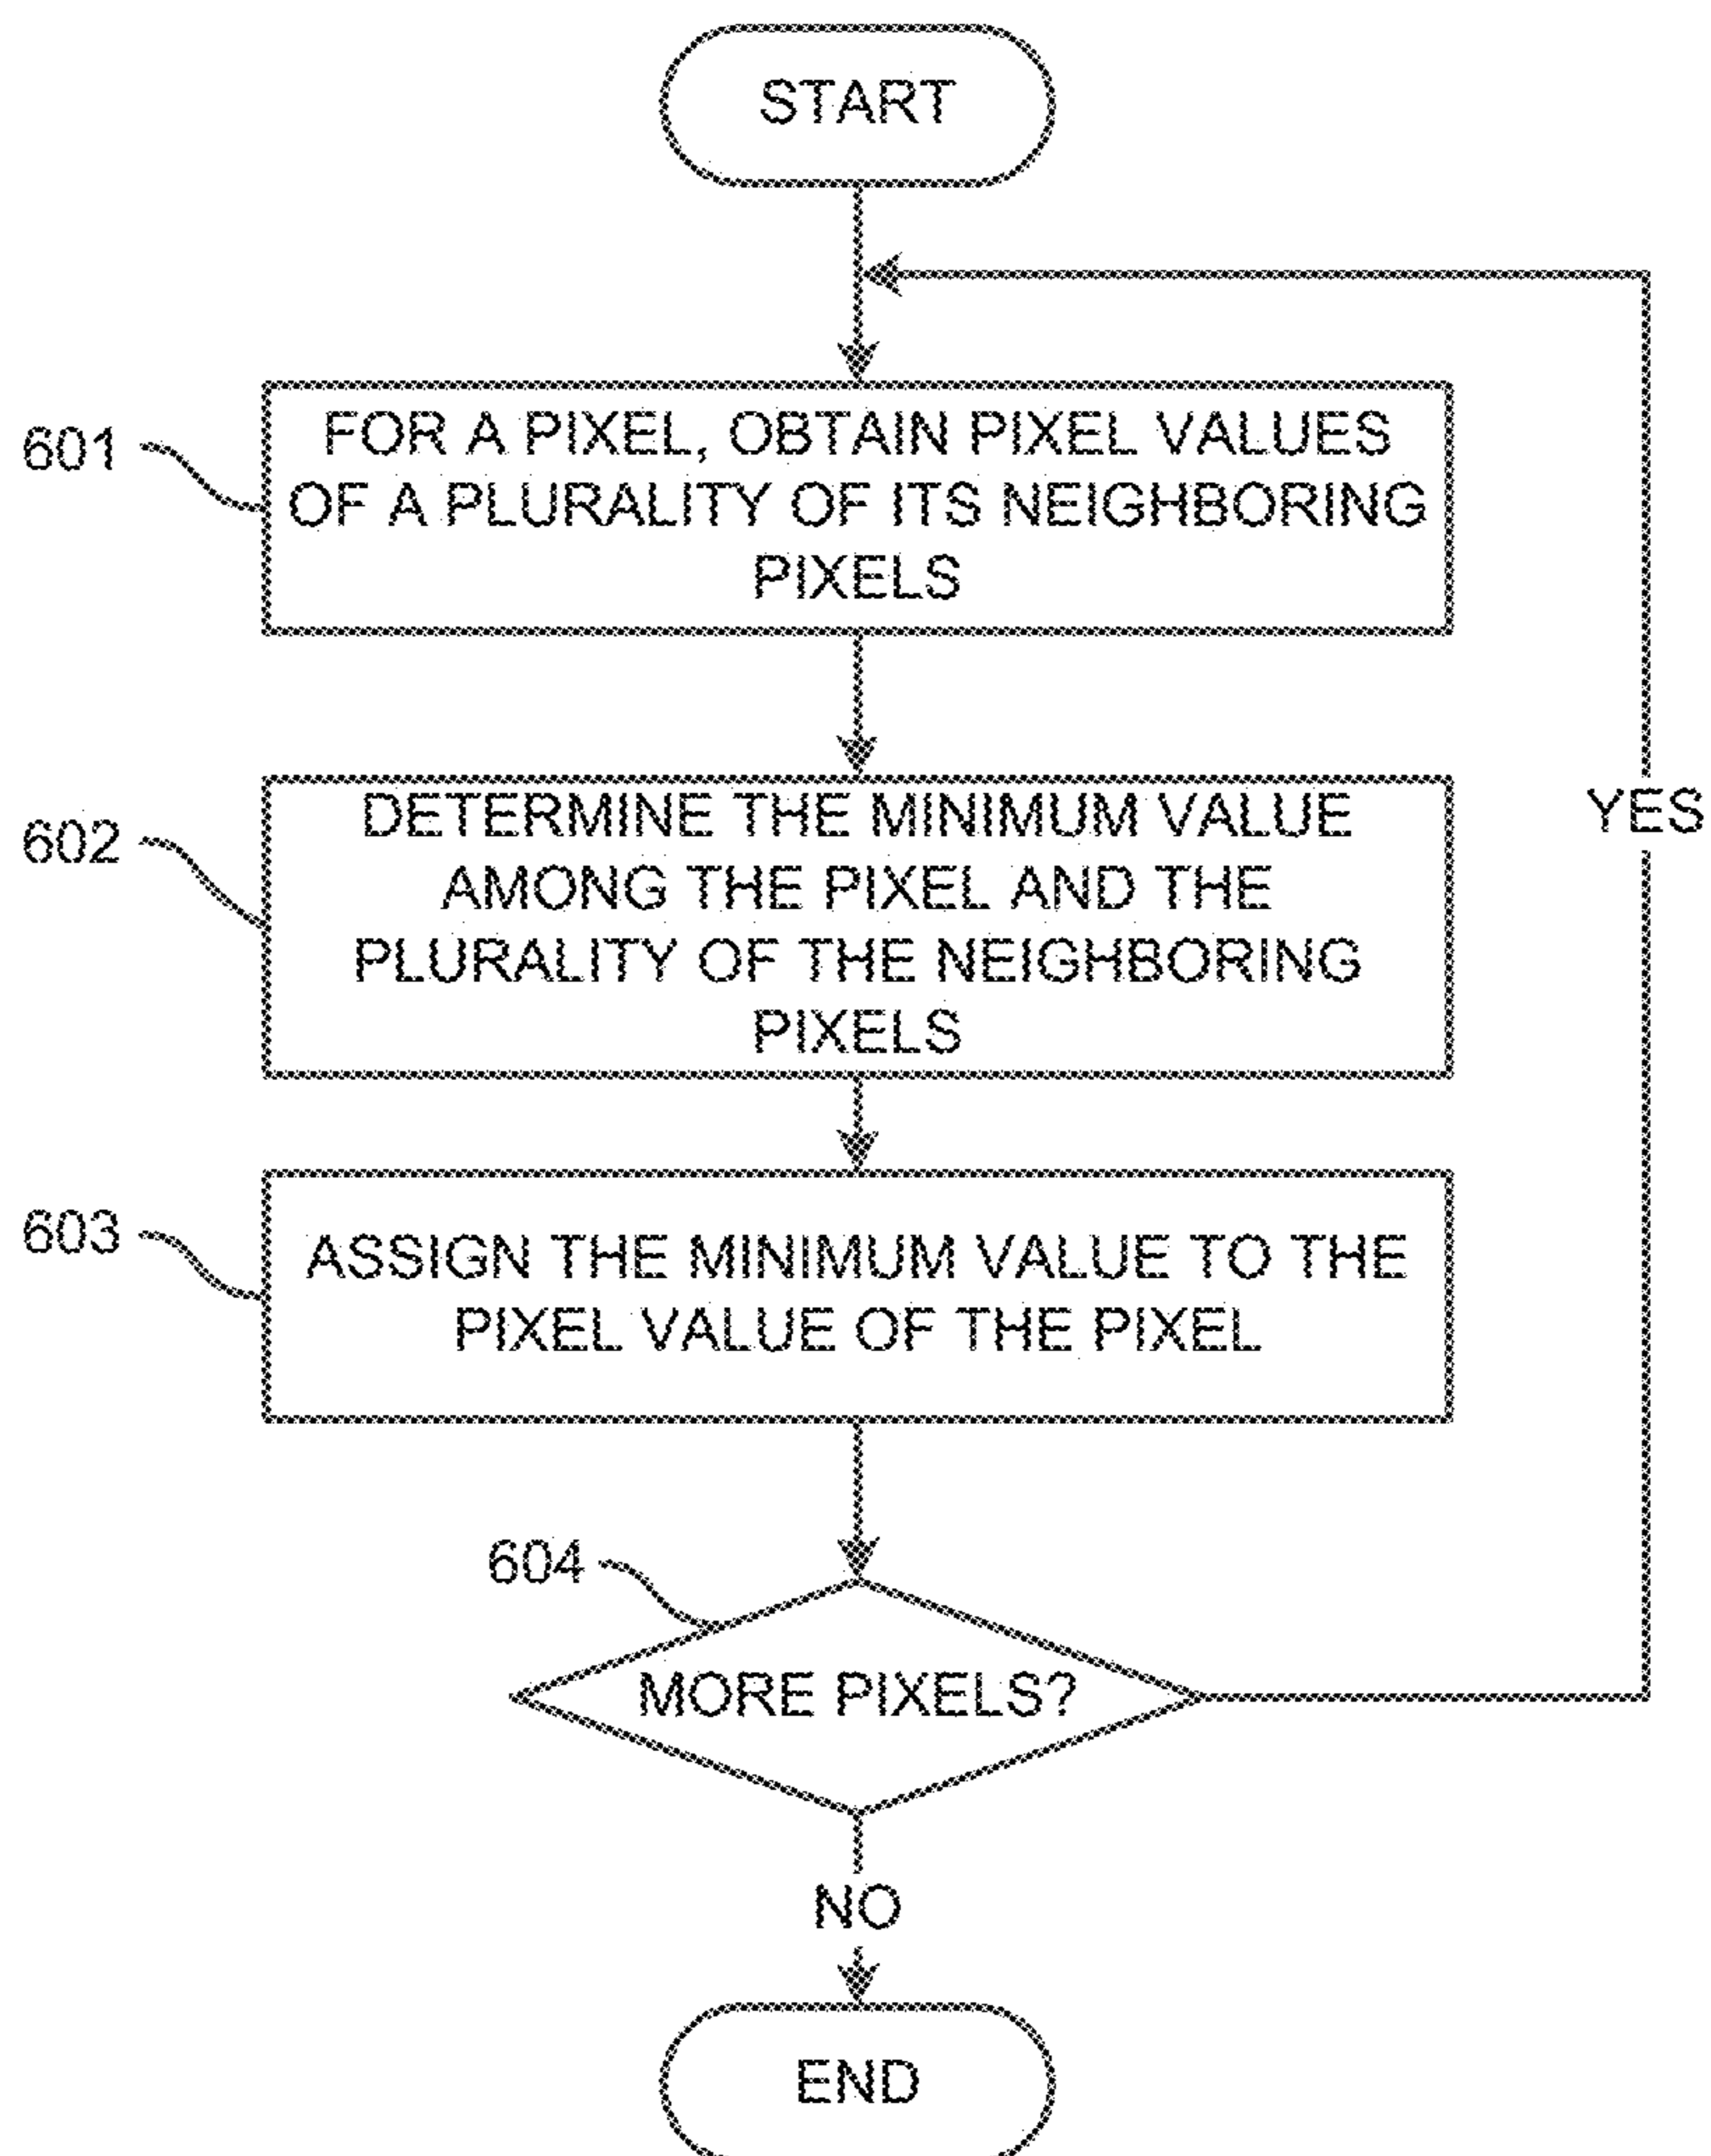 START
601
FOR A PIXEL, OBTAIN PIXEL VALUES
OF A PLURALITY OF ITS NEIGHBORING
PIXELS
602
DETERMINE THE MINIMUM VALUE
AMONG THE PIXEL AND THE
PLURALITY OF THE NEIGHBORING
PIXELS
YES
603
ASSIGN THE MINIMUM VALUE TO THE
PIXEL VALUE OF THE PIXEL
604
MORE PIXELS?
NO
END